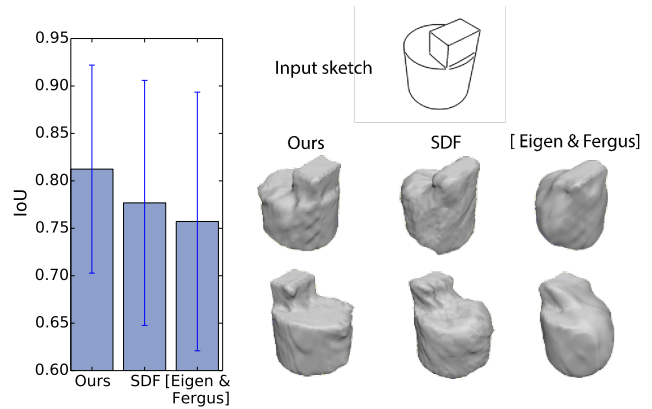 0.95
0.90
0.85
0.80
0.75
0.70
0.65
0.60
IoU
Ours SDF [Eigen &
Fergus]
Input sketch
Ours SDF [ Eigen & Fergus]